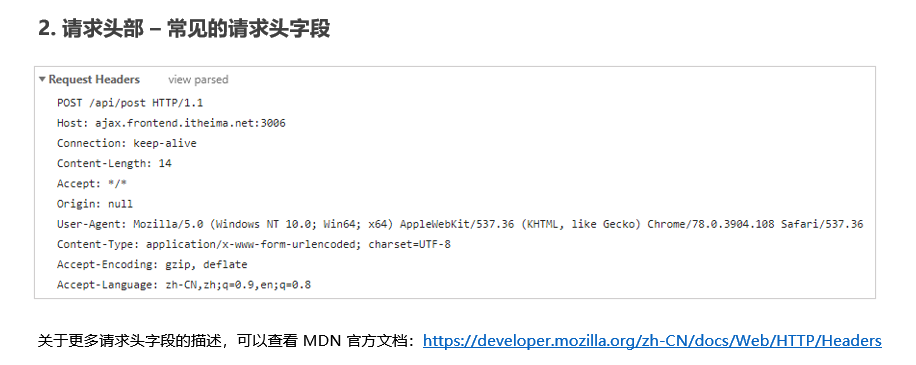 2. 请求头部 – 常见的请求头字段
Request Headers view parsed
POST /api/post HTTP/1.1
Host: ajax.frontend.itheima.net:3006
Connection: keep-alive
Content-Length: 14
Accept: */*
Origin: null
User-Agent: Mozilla/5.0 (Windows NT 10.0; Win64; x64) AppleWebKit/537.36 (KHTML, like Gecko) Chrome/78.0.3904.108 Safari/537.36
Content-Type: application/x-www-form-urlencoded; charset=UTF-8
Accept-Encoding: gzip, deflate
Accept-Language: zh-CN,zh;q=0.9,en;q=0.8
关于更多请求头字段的描述，可以查看 MDN 官方文档：https://developer.mozilla.org/zh-CN/docs/Web/HTTP/Headers